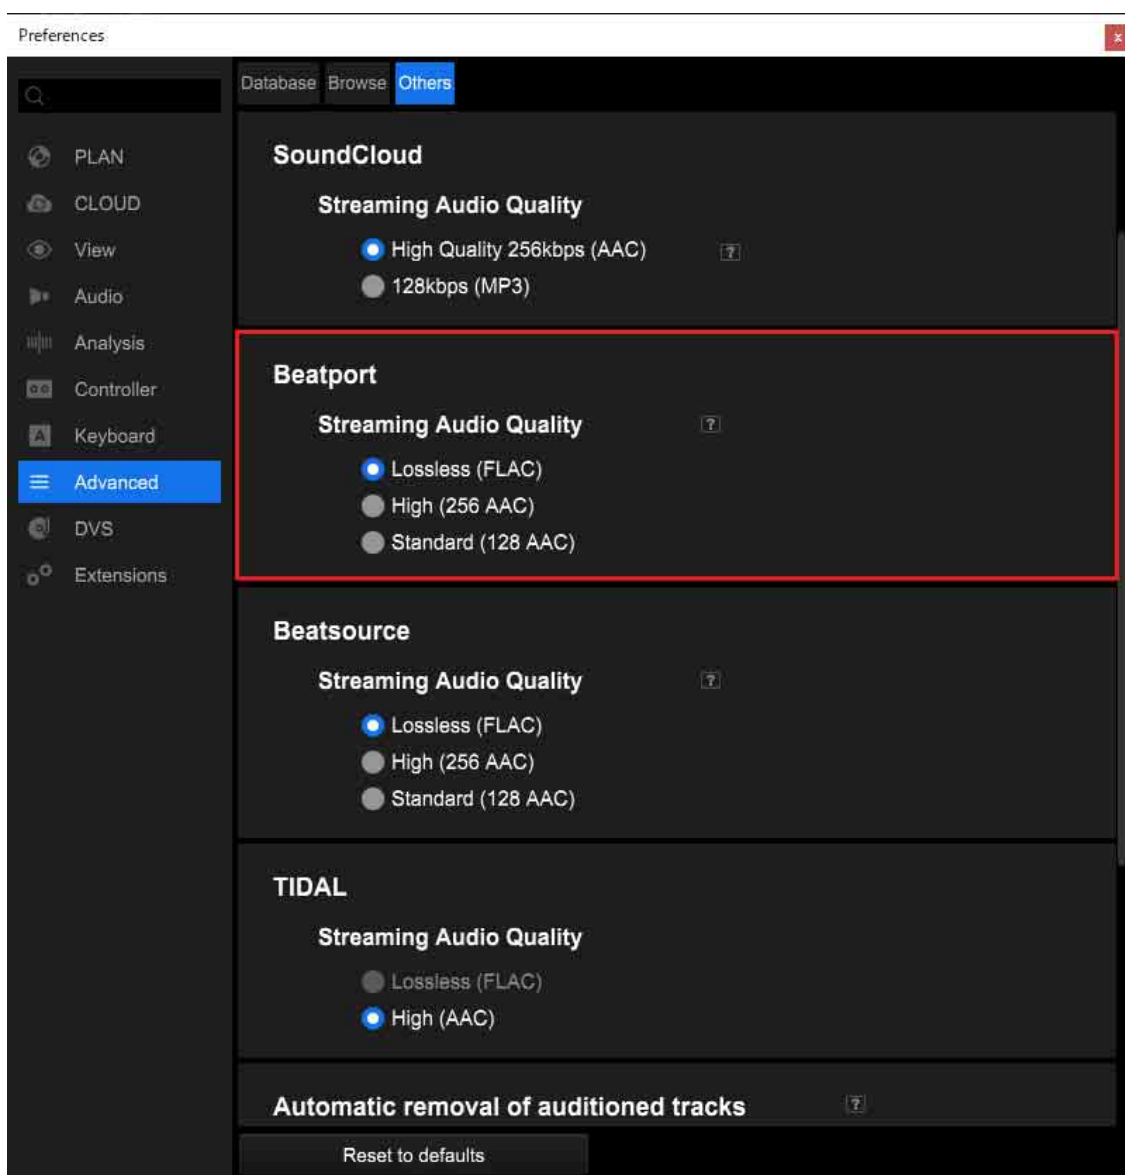 Preferences
x
PLAN
CLOUD
View
Audio
Analysis
Controller
A Keyboard
Advanced
DVS
Extensions
Database Browse Others
SoundCloud
Streaming Audio Quality
High Quality 256kbps (AAC) ?
128kbps (MP3)
Beatport
Streaming Audio Quality ?
Lossless (FLAC)
High (256 AAC)
Standard (128 AAC)
Beatsource
Streaming Audio Quality ?
Lossless (FLAC)
High (256 AAC)
Standard (128 AAC)
TIDAL
Streaming Audio Quality
Lossless (FLAC)
High (AAC)
Automatic removal of auditioned tracks ?
Reset to defaults